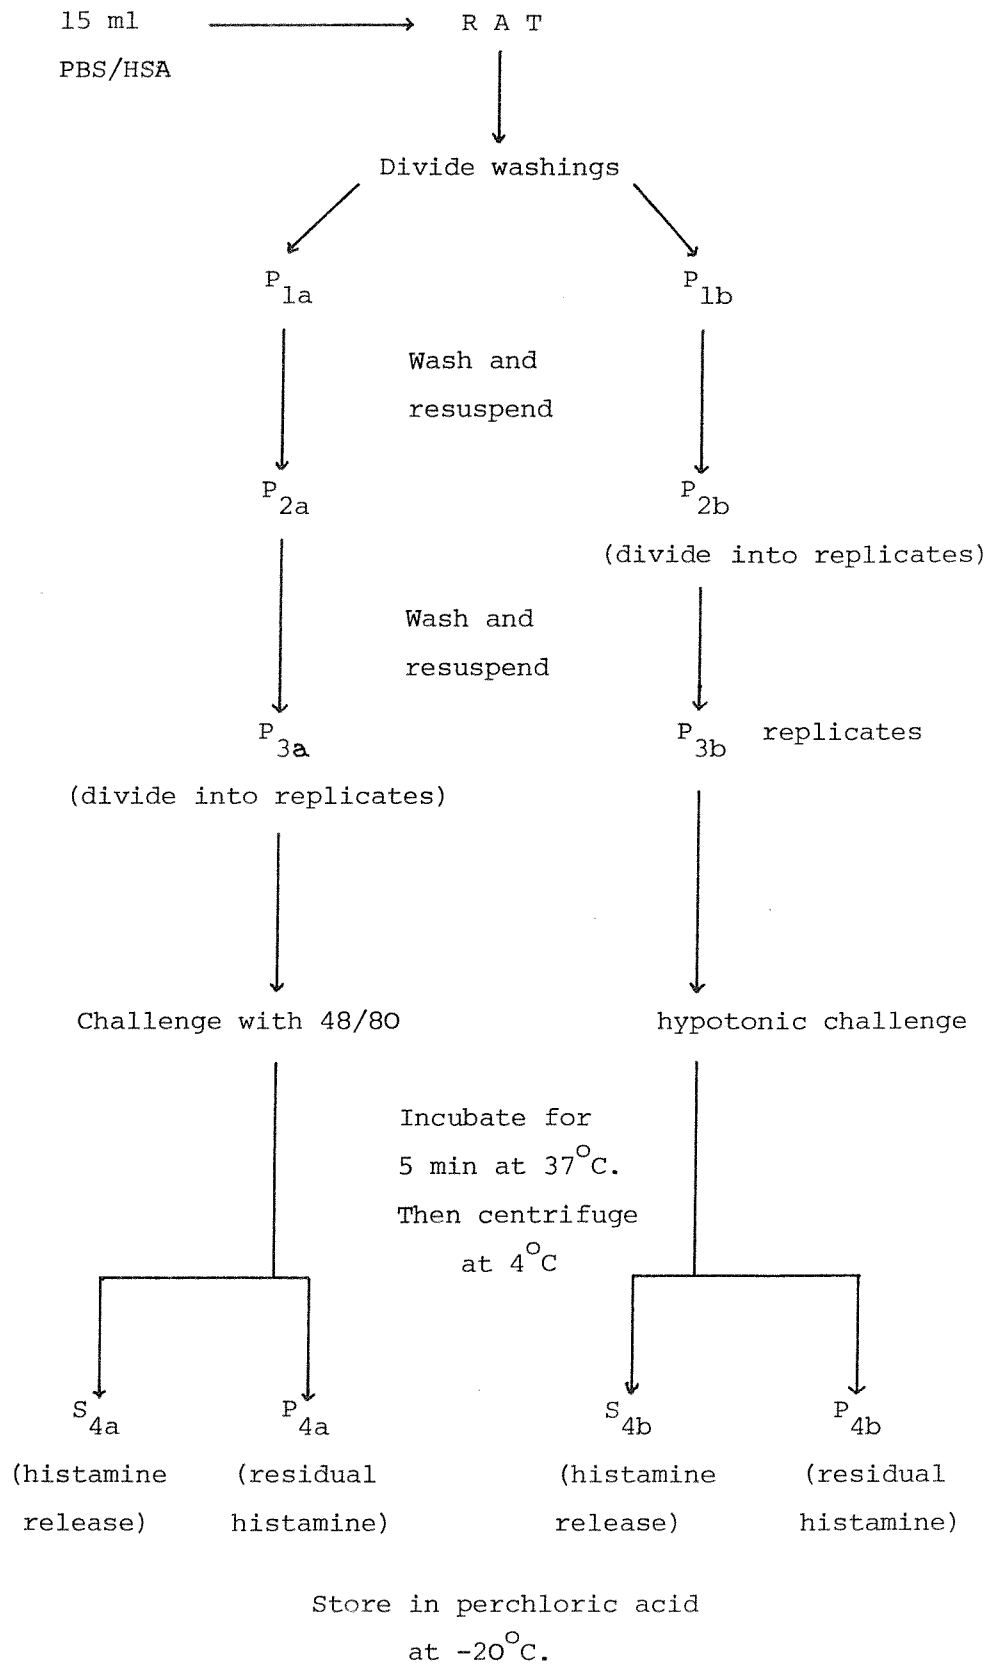 15 ml
R A T
PBS/HSA
Divide washings
P1a
P1b
Wash and
resuspend
P2a
P2b
(divide into replicates)
Wash and
resuspend
P3a
P3b replicates
(divide into replicates)
Challenge with 48/80
hypotonic challenge
Incubate for
5 min at 37°C.
Then centrifuge
at 4°C
S4a
P4a
S4b
P4b
(histamine
release)
(residual
histamine)
(histamine
release)
(residual
histamine)
Store in perchloric acid
at -20°C.